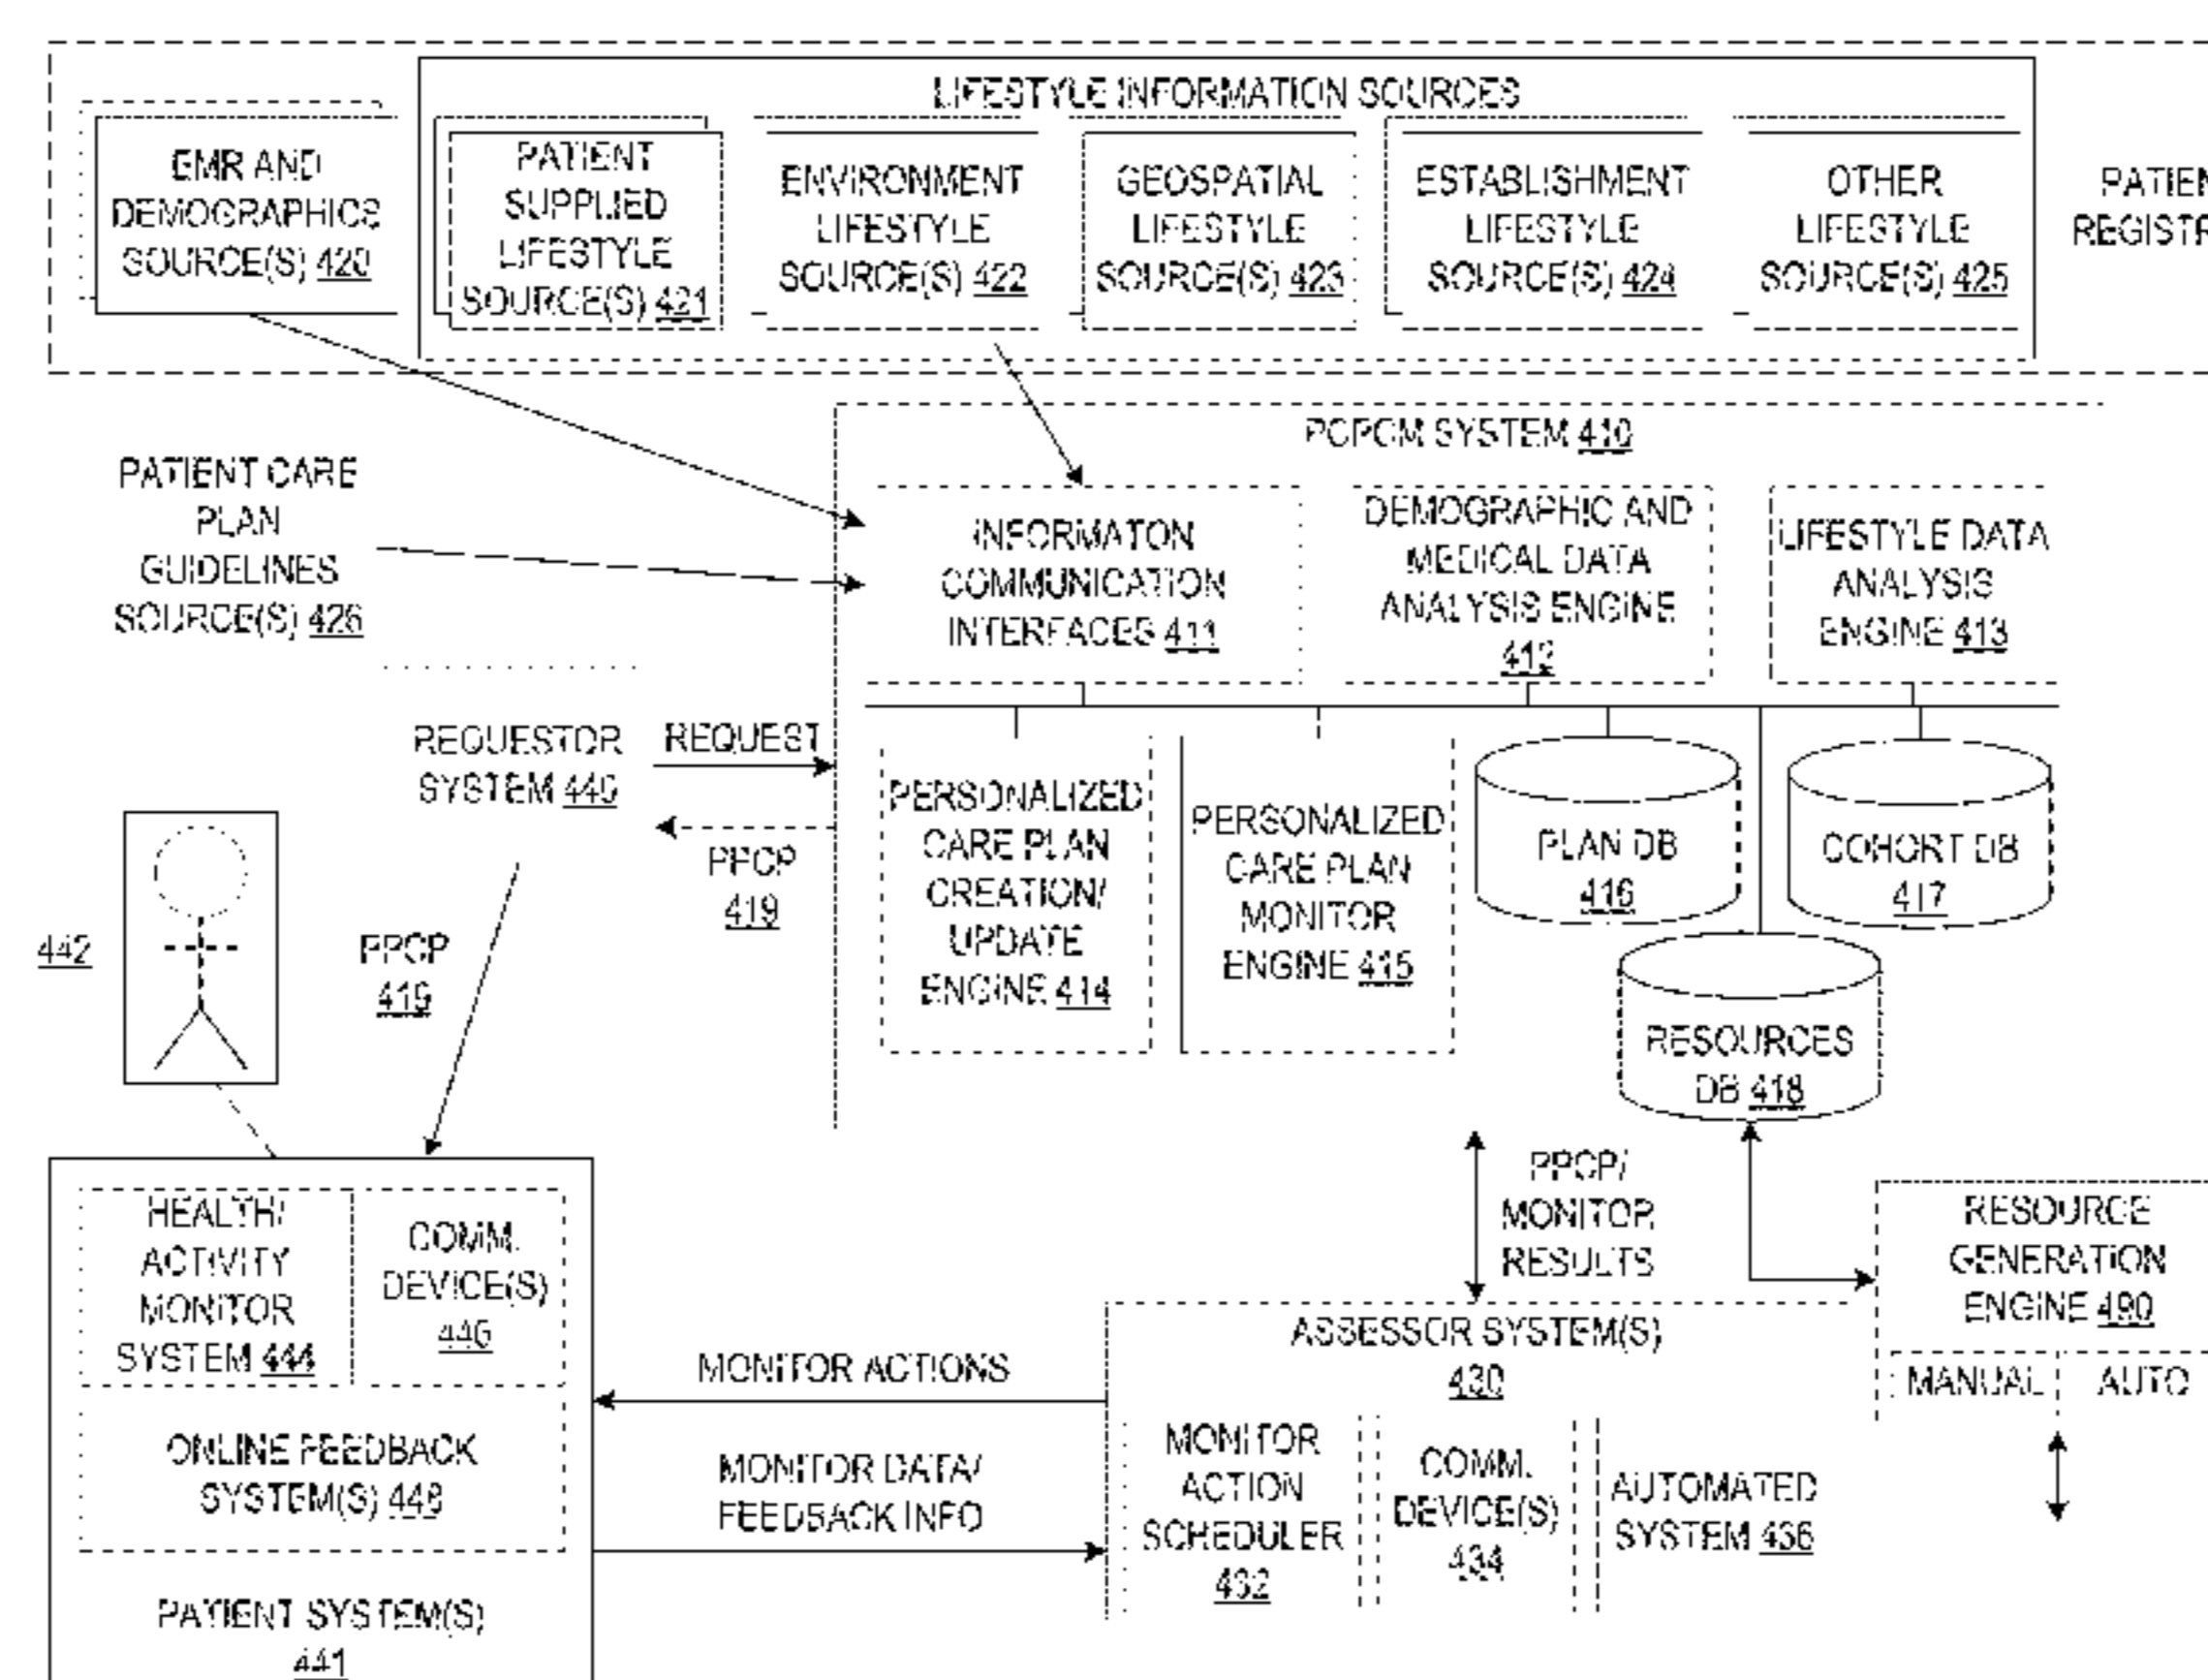 LIFESTYLE INFORMATION SOURCES
EMR AND
DEMOGRAPHICS
SOURCE(S) 420
PATIENT
SUPPLIED
LIFESTYLE
SOURCE(S) 421
ENVIRONMENT
LIFESTYLE
SOURCE(S) 422
GEOSPATIAL
LIFESTYLE
SOURCE(S) 423
ESTABLISHMENT
LIFESTYLE
SOURCE(S) 424
OTHER
LIFESTYLE
SOURCE(S) 425
PATIEN
REGISTR
PCPCM SYSTEM 410
PATIENT CARE
PLAN
GUIDELINES
SOURCE(S) 426
INFORMATON
COMMUNICATION
INTERFACES 411
DEMOGRAPHIC AND
MEDICAL DATA
ANALYSIS ENGINE
412
LIFESTYLE DATA
ANALYSIS
ENGINE 413
REQUESTOR
SYSTEM 440
REQUEST
PPCP
419
PERSONALIZED
CARE PLAN
CREATION/
UPDATE
ENGINE 414
PERSONALIZED
CARE PLAN
MONITOR
ENGINE 415
PLAN DB
416
COHORT DB
417
RESOURCES
DB 418
442
PPCP
419
HEALTH/
ACTIVITY
MONITOR
SYSTEM 444
COMM.
DEVICE(S)
446
ONLINE FEEDBACK
SYSTEM(S) 448
PATIENT SYSTEM(S)
441
MONITOR ACTIONS
MONITOR DATA/
FEEDBACK INFO
PPCP/
MONITOR
RESULTS
ASSESSOR SYSTEM(S)
430
MONITOR
ACTION
SCHEDULER
432
COMM.
DEVICE(S)
434
AUTOMATED
SYSTEM 436
RESOURCE
GENERATION
ENGINE 490
MANUAL
AUTO